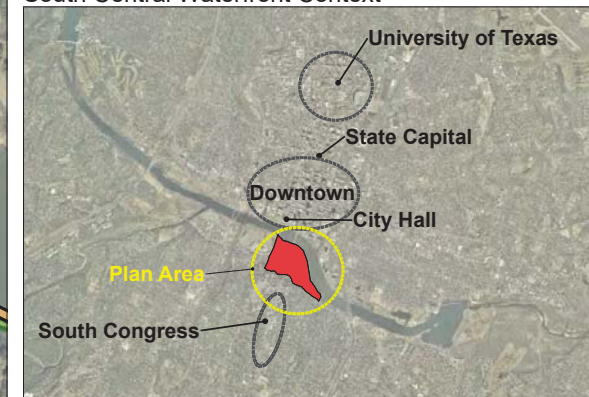 South Central Waterfront Context
University of Texas
State Capital
Downtown
City Hall
Plan Area
South Congress